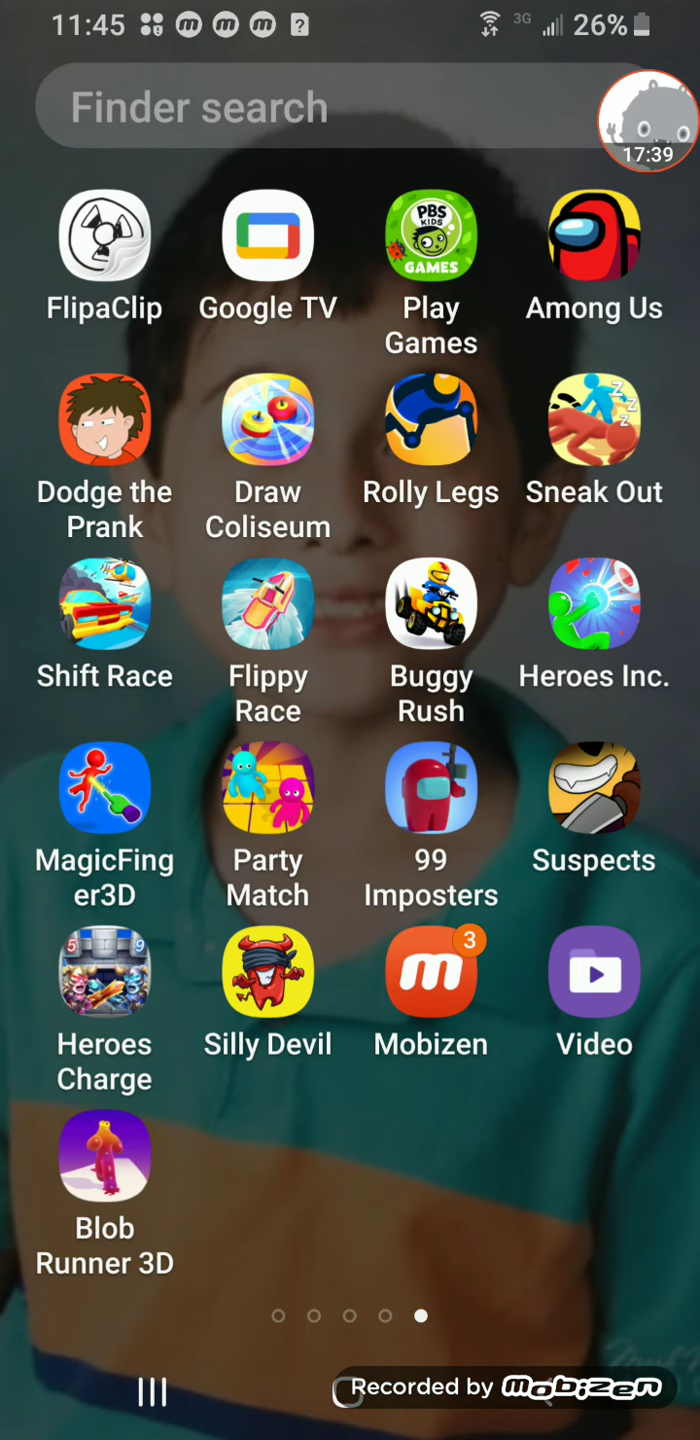 11:45 m m m ? 3G 26%
Finder search
17:39
PBS
KIDS
GAMES
FlipaClip Google TV Play Games Among Us
Z
Z
Z
Dodge the Prank Draw Coliseum Rolly Legs Sneak Out
Shift Race Flippy Race Buggy Rush Heroes Inc.
MagicFing
er3D Party Match 99 Imposters Suspects
5 9
m 3
Heroes Charge Silly Devil Mobizen Video
Blob
Runner 3D
Recorded by mobizen